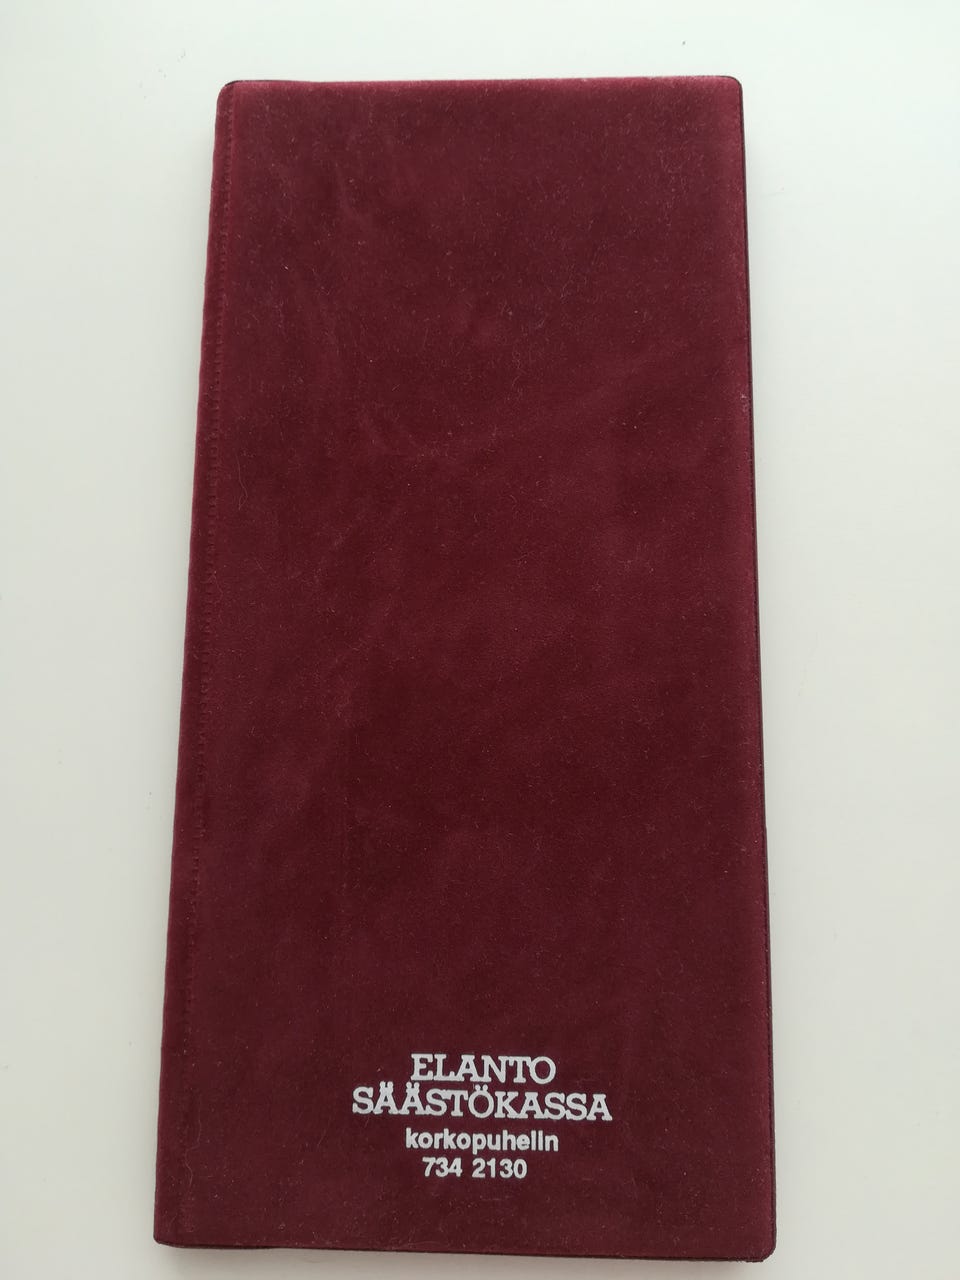 ELANTO
SÄÄSTÖKASSA
korkopuhelin
734 2130